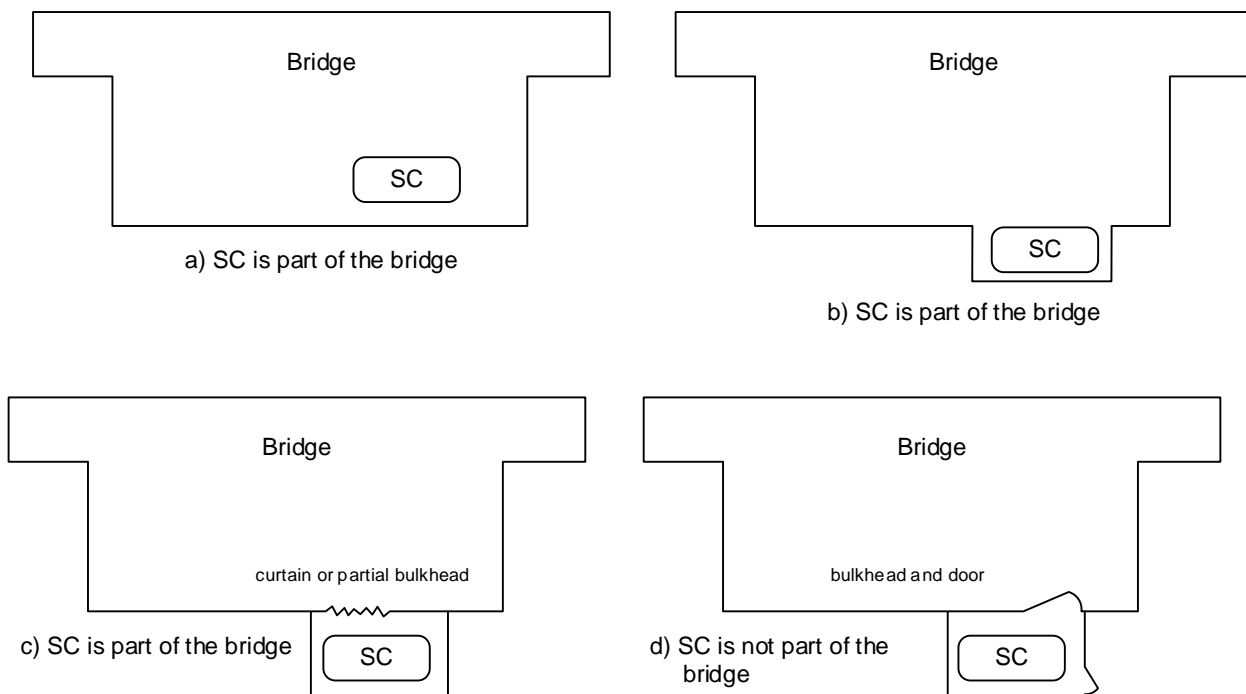 Bridge
SC
a) SC is part of the bridge
Bridge
SC
b) SC is part of the bridge
Bridge
curtain or partial bulkhead
c) SC is part of the bridge
SC
Bridge
bulkhead and door
d) SC is not part of the
bridge
SC